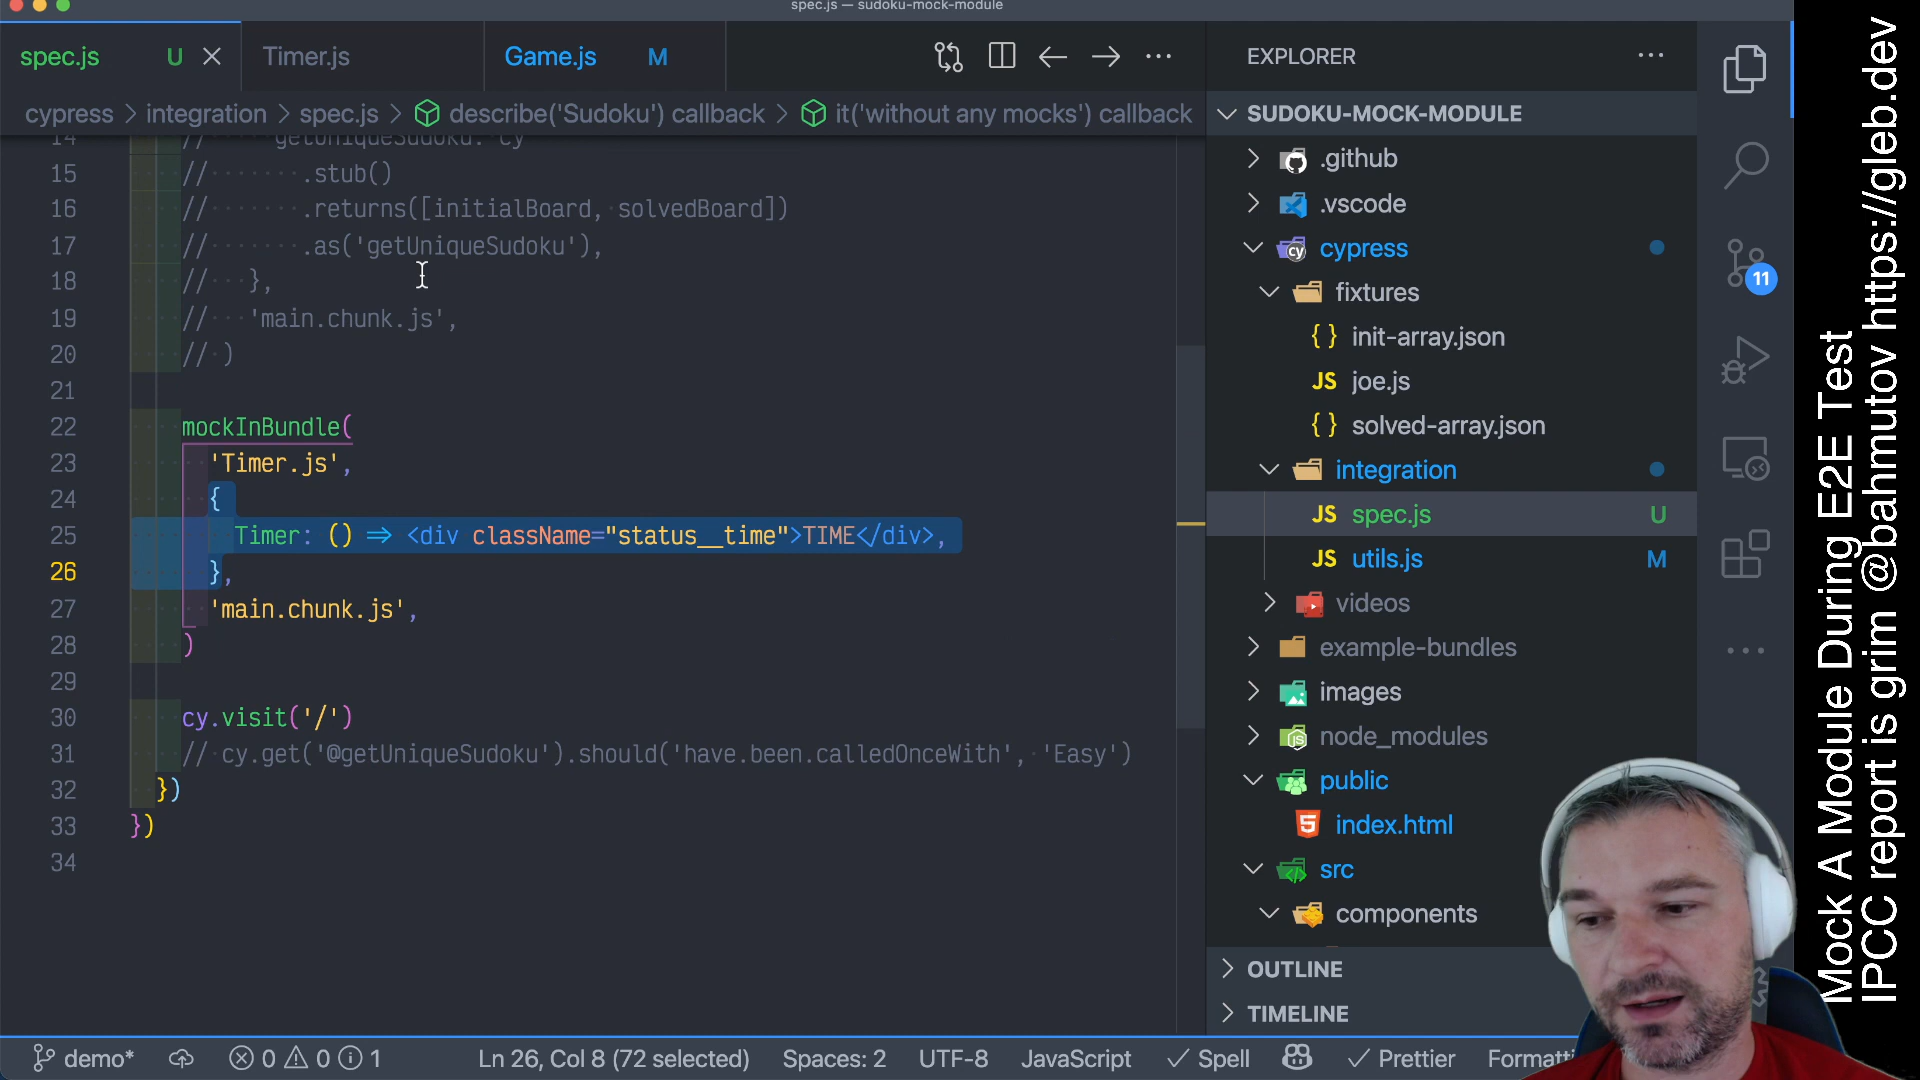 spec.js — sudoku-mock-module
spec.js U
Timer.js
Game.js M
EXPLORER
cypress > integration > spec.js > describe('Sudoku') callback > it('without any mocks') callback
SUDOKU-MOCK-MODULE
14 // getUniqueSudoku: cy
15 // .stub()
16 // .returns([initialBoard, solvedBoard])
17 // .as('getUniqueSudoku'),
18 // },
19 // 'main.chunk.js',
20 // )
21
22 mockInBundle(
23 'Timer.js',
24 {
25 Timer: () => <div className="status__time">TIME</div>,
26 },
27 'main.chunk.js',
28 )
29
30 cy.visit('/')
31 // cy.get('@getUniqueSudoku').should('have.been.calledOnceWith', 'Easy')
32 })
33 })
34
.github
.vscode
cypress
fixtures
{ } init-array.json
JS joe.js
{ } solved-array.json
integration
JS spec.js U
JS utils.js M
videos
example-bundles
images
node_modules
public
index.html
src
components
OUTLINE
TIMELINE
11
demo*
0 0 1
Ln 26, Col 8 (72 selected)
Spaces: 2
UTF-8
JavaScript
Spell
Prettier
Mock A Module During E2E Test
IPCC report is grim @bahmutov https://gleb.dev